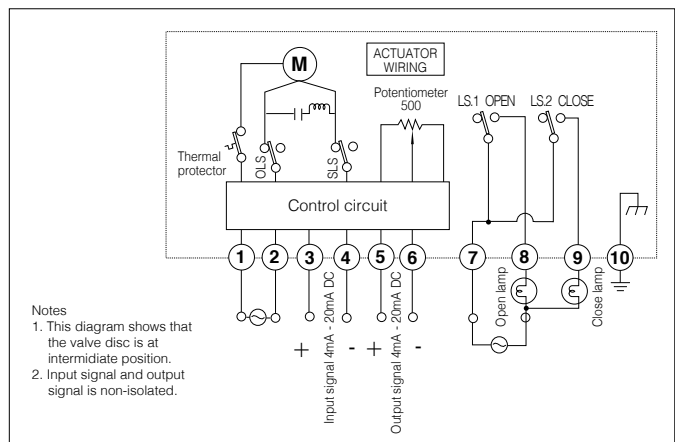 M
ACTUATOR
WIRING
Potentiometer
500
LS.1 OPEN
LS.2 CLOSE
Thermal
protector
OLS
SLS
Control circuit
1 2 3 4 5 6 7 8 9 10
Open lamp
Close lamp
+ - + -
Input signal 4mA - 20mA DC
Output signal 4mA - 20mA DC
Notes
1. This diagram shows that
the valve disc is at
intermidiate position.
2. Input signal and output
signal is non-isolated.